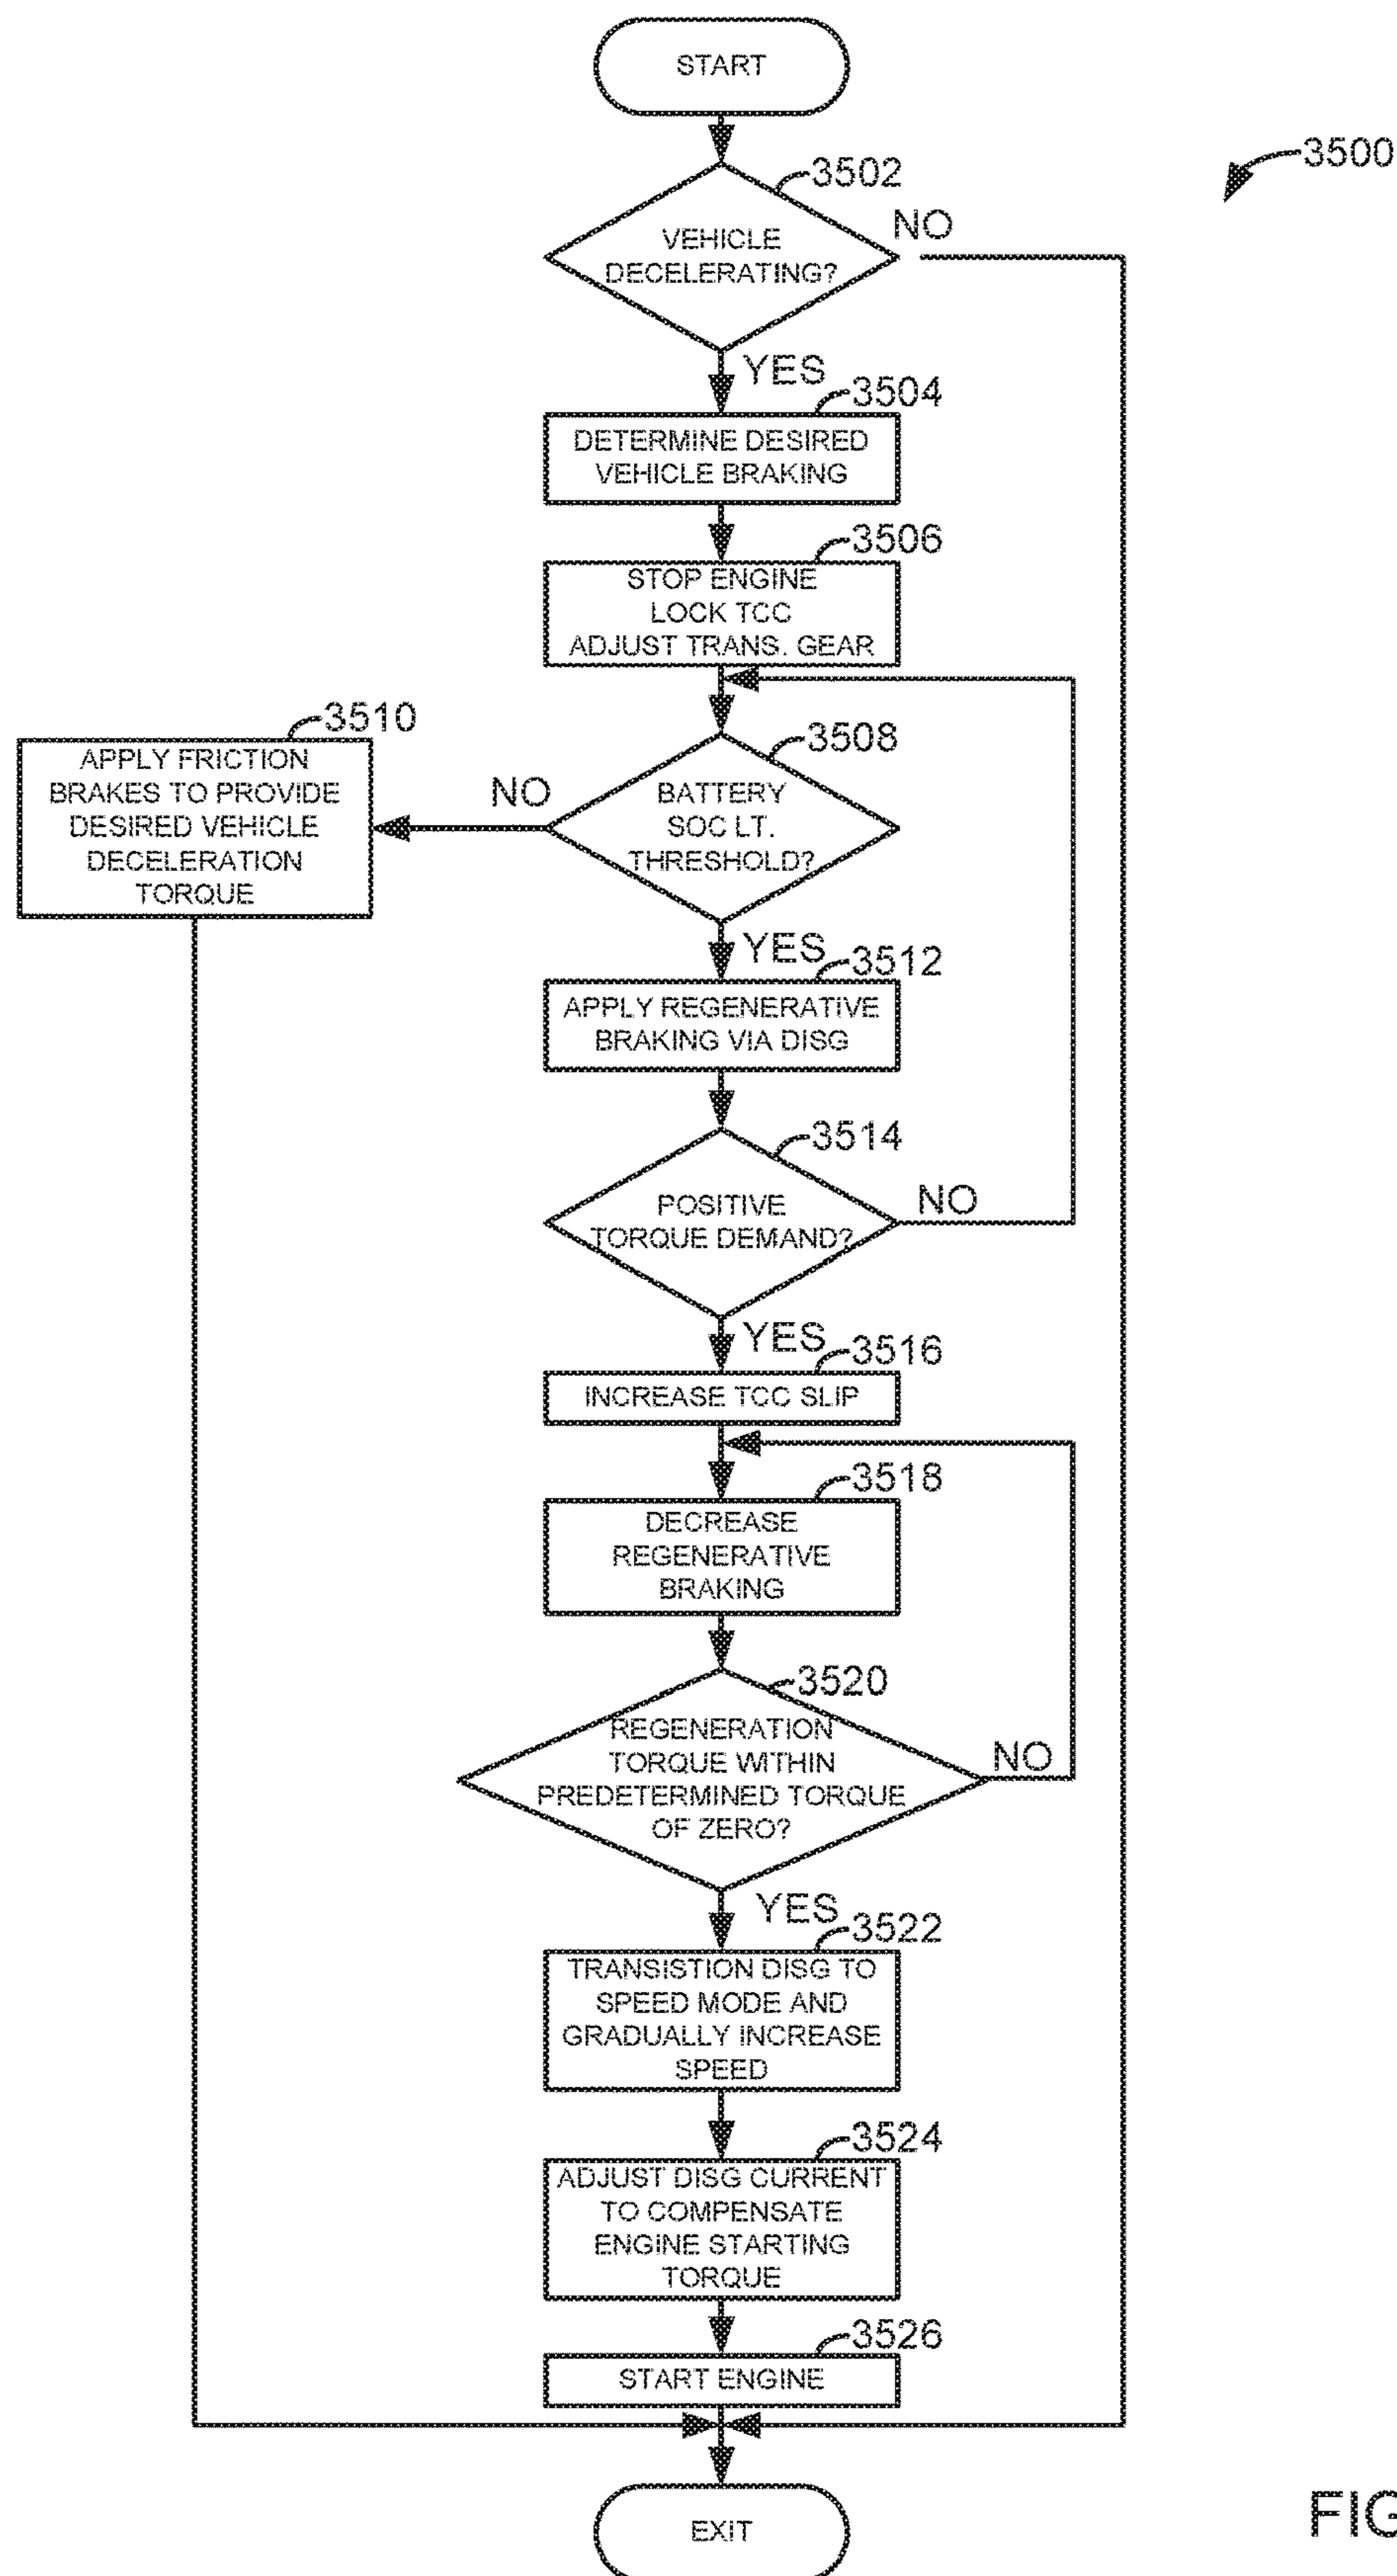 START
3500
3502
VEHICLE
DECELERATING?
NO
YES
3504
DETERMINE DESIRED
VEHICLE BRAKING
3506
STOP ENGINE
LOCK TCC
ADJUST TRANS. GEAR
3510
APPLY FRICTION
BRAKES TO PROVIDE
DESIRED VEHICLE
DECELERATION
TORQUE
NO
3508
BATTERY
SOC LT.
THRESHOLD?
YES
3512
APPLY REGENERATIVE
BRAKING VIA DISG
3514
POSITIVE
TORQUE DEMAND?
NO
YES
3516
INCREASE TCC SLIP
3518
DECREASE
REGENERATIVE
BRAKING
3520
REGENERATION
TORQUE WITHIN
PREDETERMINED TORQUE
OF ZERO?
NO
YES
3522
TRANSISTION DISG TO
SPEED MODE AND
GRADUALLY INCREASE
SPEED
3524
ADJUST DISG CURRENT
TO COMPENSATE
ENGINE STARTING
TORQUE
3526
START ENGINE
EXIT
FIG